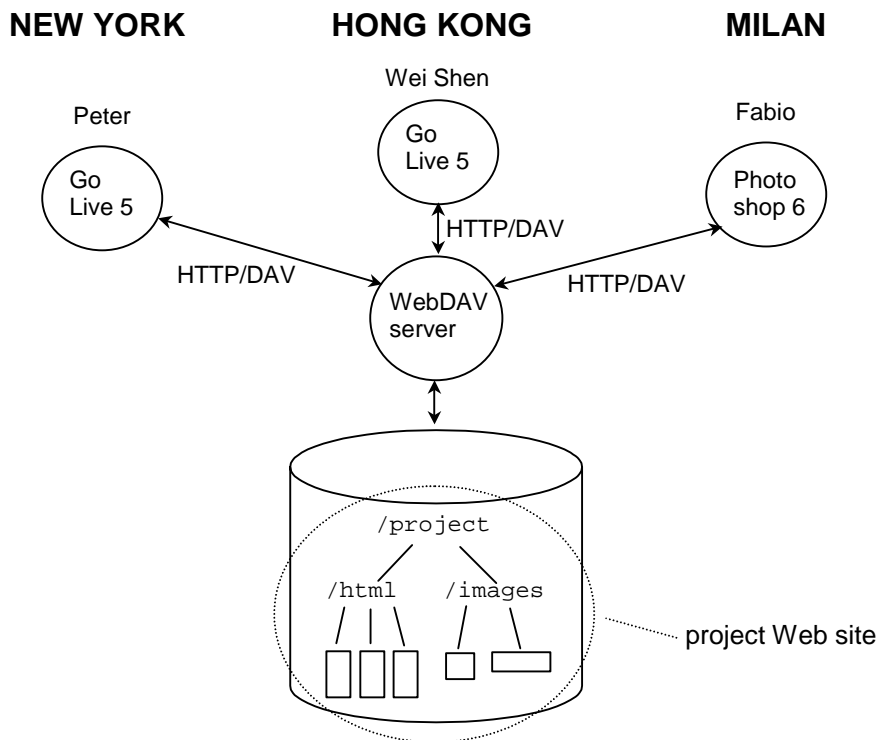 NEW YORK
HONG KONG
MILAN
Wei Shen
Peter
Fabio
Go
Live 5
Go
Live 5
Photo
shop 6
HTTP/DAV
HTTP/DAV
HTTP/DAV
WebDAV
server
/project
/html
/images
project Web site